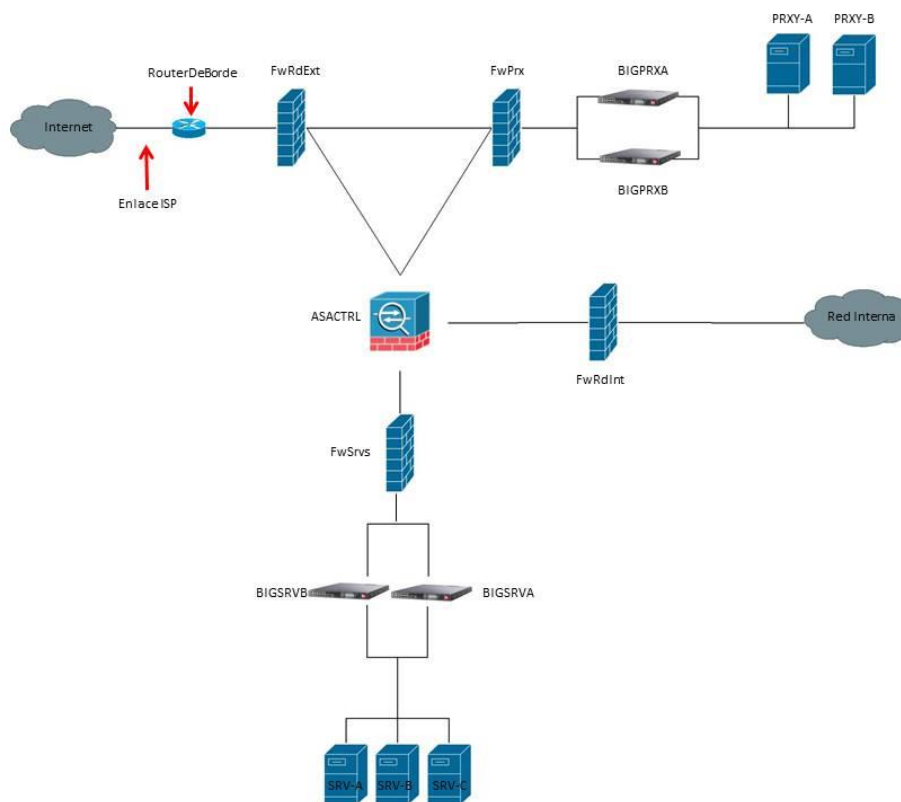 PRXY-A
PRXY-B
RouterDeBorde
FwRdExt
FwPrx
BIGPRXA
Internet
BIGPRXB
Enlace ISP
ASACTRL
Red Interna
FwRdInt
FwSrvs
BIGSRVB
BIGSRVA
SRV-A
SRV-B
SRV-C